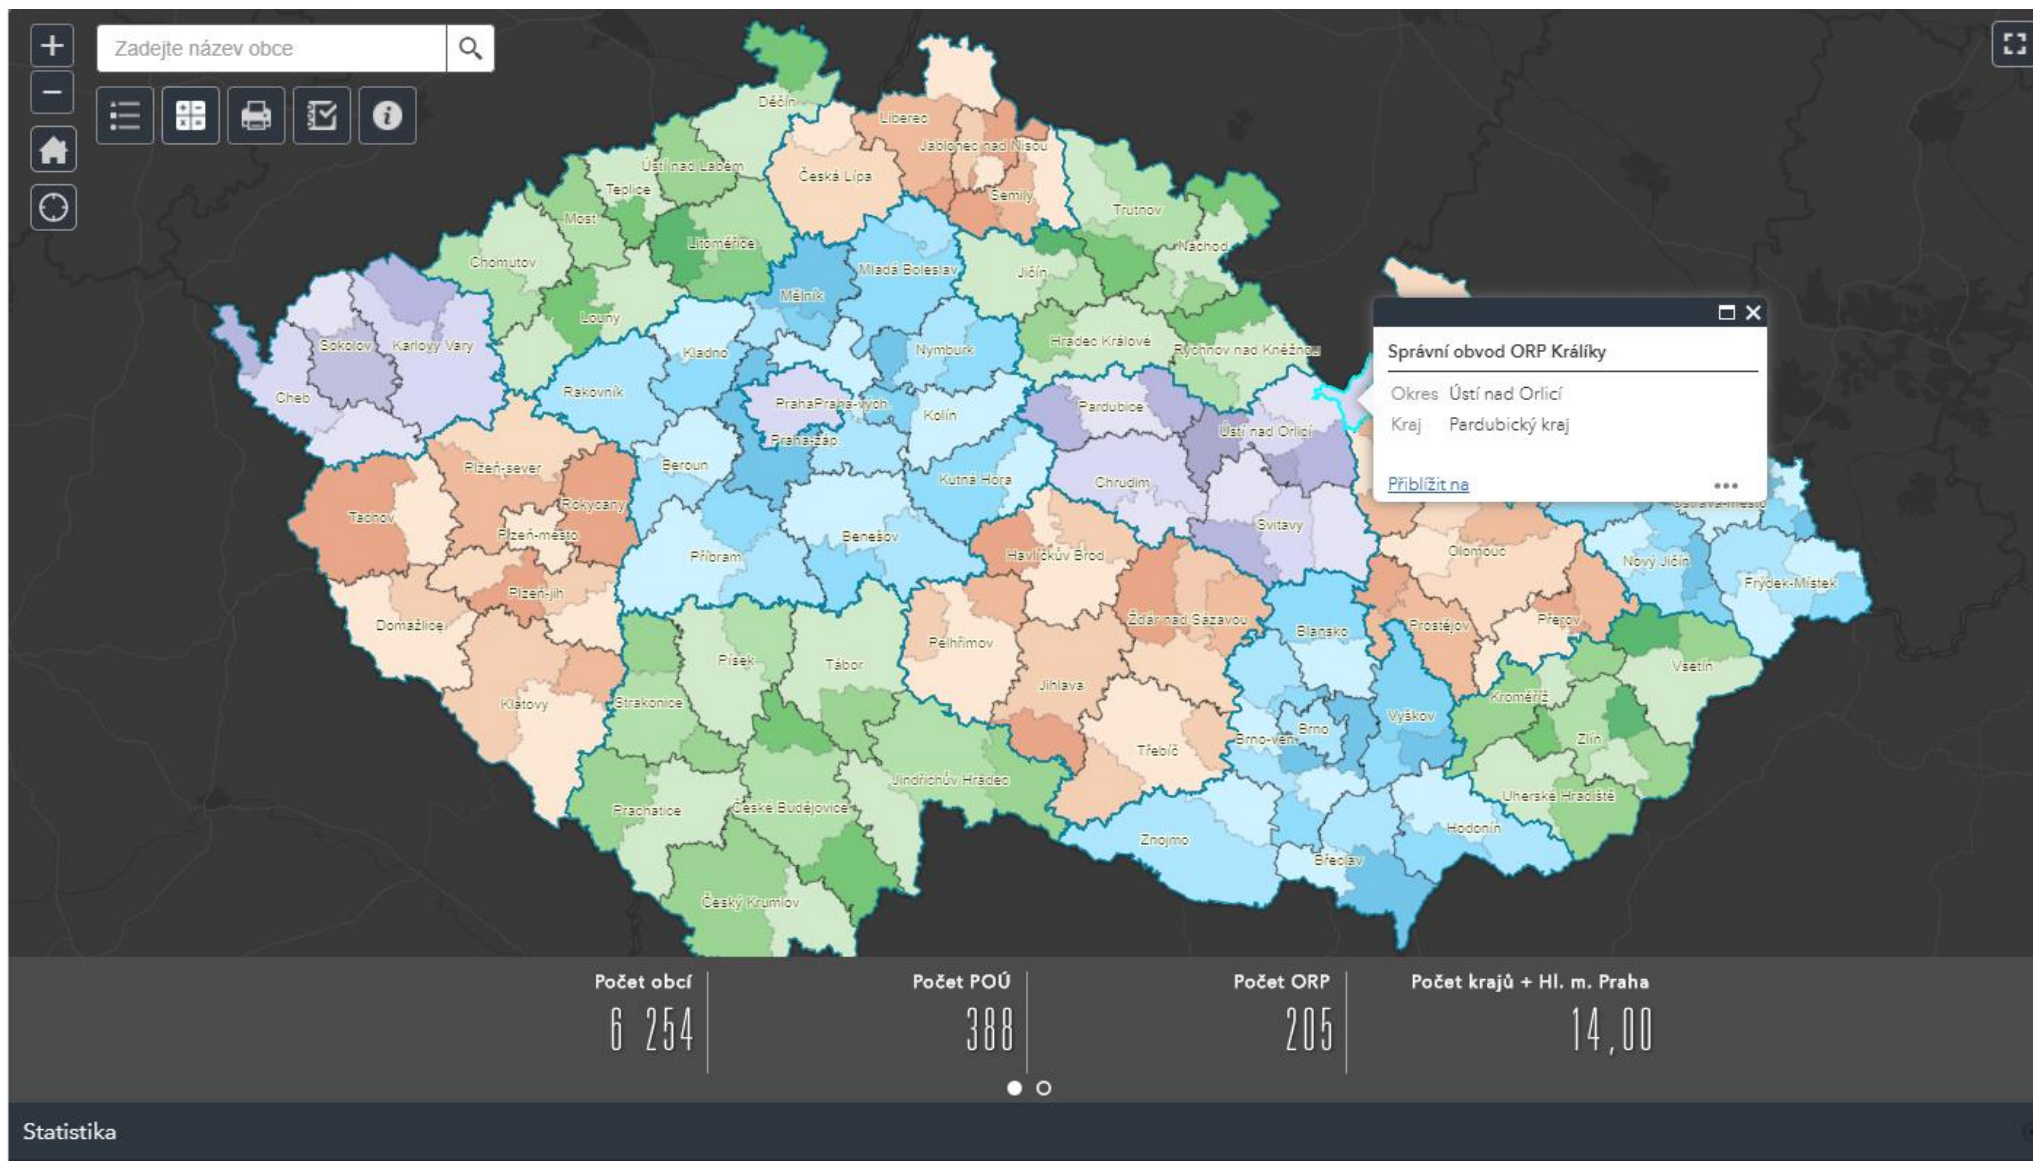 +
Zadejte název obce
−
Děčín
Liberec
Jablonec nad Nisou
Ústí nad Labem
Česká Lípa
Teplice
Semily
Most
Trutnov
Litoměřice
Náchod
Chomutov
Mladá Boleslav
Jičín
Mělník
Louny
Sokolov
Karlovy Vary
Kladno
Nymburk
Hradec Králové
Rychnov nad Kněžnou
Správní obvod ORP Králíky
Cheb
Rakovník
Okres Ústí nad Orlicí
Praha
Praha-vých.
Kolín
Pardubice
Kraj Pardubický kraj
Praha-záp.
Ústí nad Orlicí
Plzeň-sever
Beroun
Kutná Hora
Chrudim
Přiblížit na
Rokycany
Ostrava-město
Tachov
Svitavy
Plzeň-město
Benešov
Příbram
Havlíčkův Brod
Olomouc
Nový Jičín
Frýdek-Místek
Plzeň-jih
Domažlice
Žďár nad Sázavou
Blansko
Prostějov
Přerov
Pelhřimov
Písek
Tábor
Vsetín
Jihlava
Klatovy
Strakonice
Kroměříž
Vyškov
Brno-ven.
Brno
Zlín
Třebíč
Jindřichův Hradec
Prachatice
České Budějovice
Uherské Hradiště
Znojmo
Hodonín
Břeclav
Český Krumlov
Počet obcí
6 254
Počet POÚ
388
Počet ORP
205
Počet krajů + Hl. m. Praha
14,00
Statistika